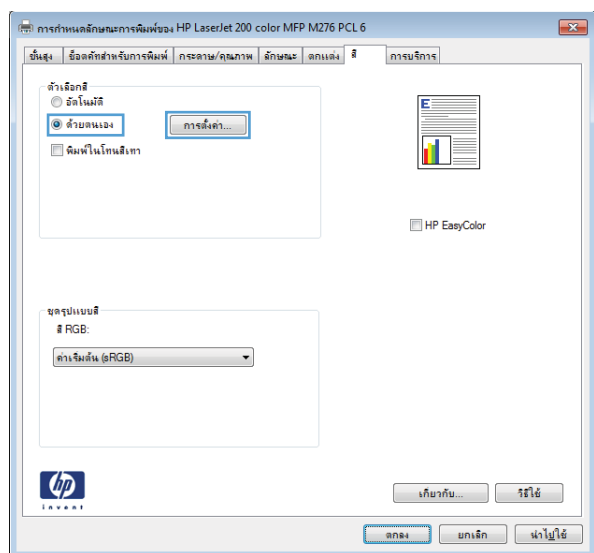 การกำหนดลักษณะการพิมพ์ของ HP LaserJet 200 color MFP M276 PCL 6
ขั้นสูง ช็อตคัทสำหรับการพิมพ์ กระดาษ/คุณภาพ ลักษณะ ตกแต่ง สี การบริการ
ตัวเลือกสี
อัตโนมัติ
ด้วยตนเอง การตั้งค่า...
พิมพ์ในโทนสีเทา
E
HP EasyColor
ชุดรูปแบบสี
สี RGB:
ค่าเริ่มต้น (sRGB)
hp
invent
เกี่ยวกับ... วิธีใช้
ตกลง ยกเลิก นำไปใช้